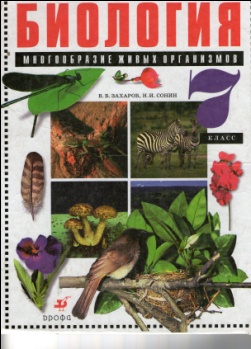 БИОЛОГИЯ
МНОГООБРАЗИЕ ЖИВЫХ ОРГАНИЗМОВ
7
КЛАСС
В. Б. ЗАХАРОВ, Н. И. СОНИН
дрофа